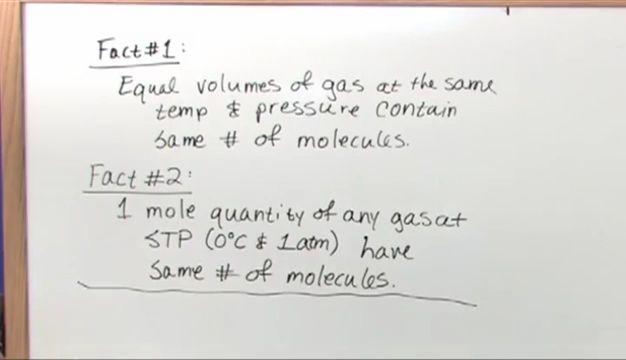 Fact #1:
Equal volumes of gas at the same
temp & pressure contain
same # of molecules.
Fact #2:
1 mole quantity of any gas at
STP (0°C & 1 atm) have
same # of molecules.